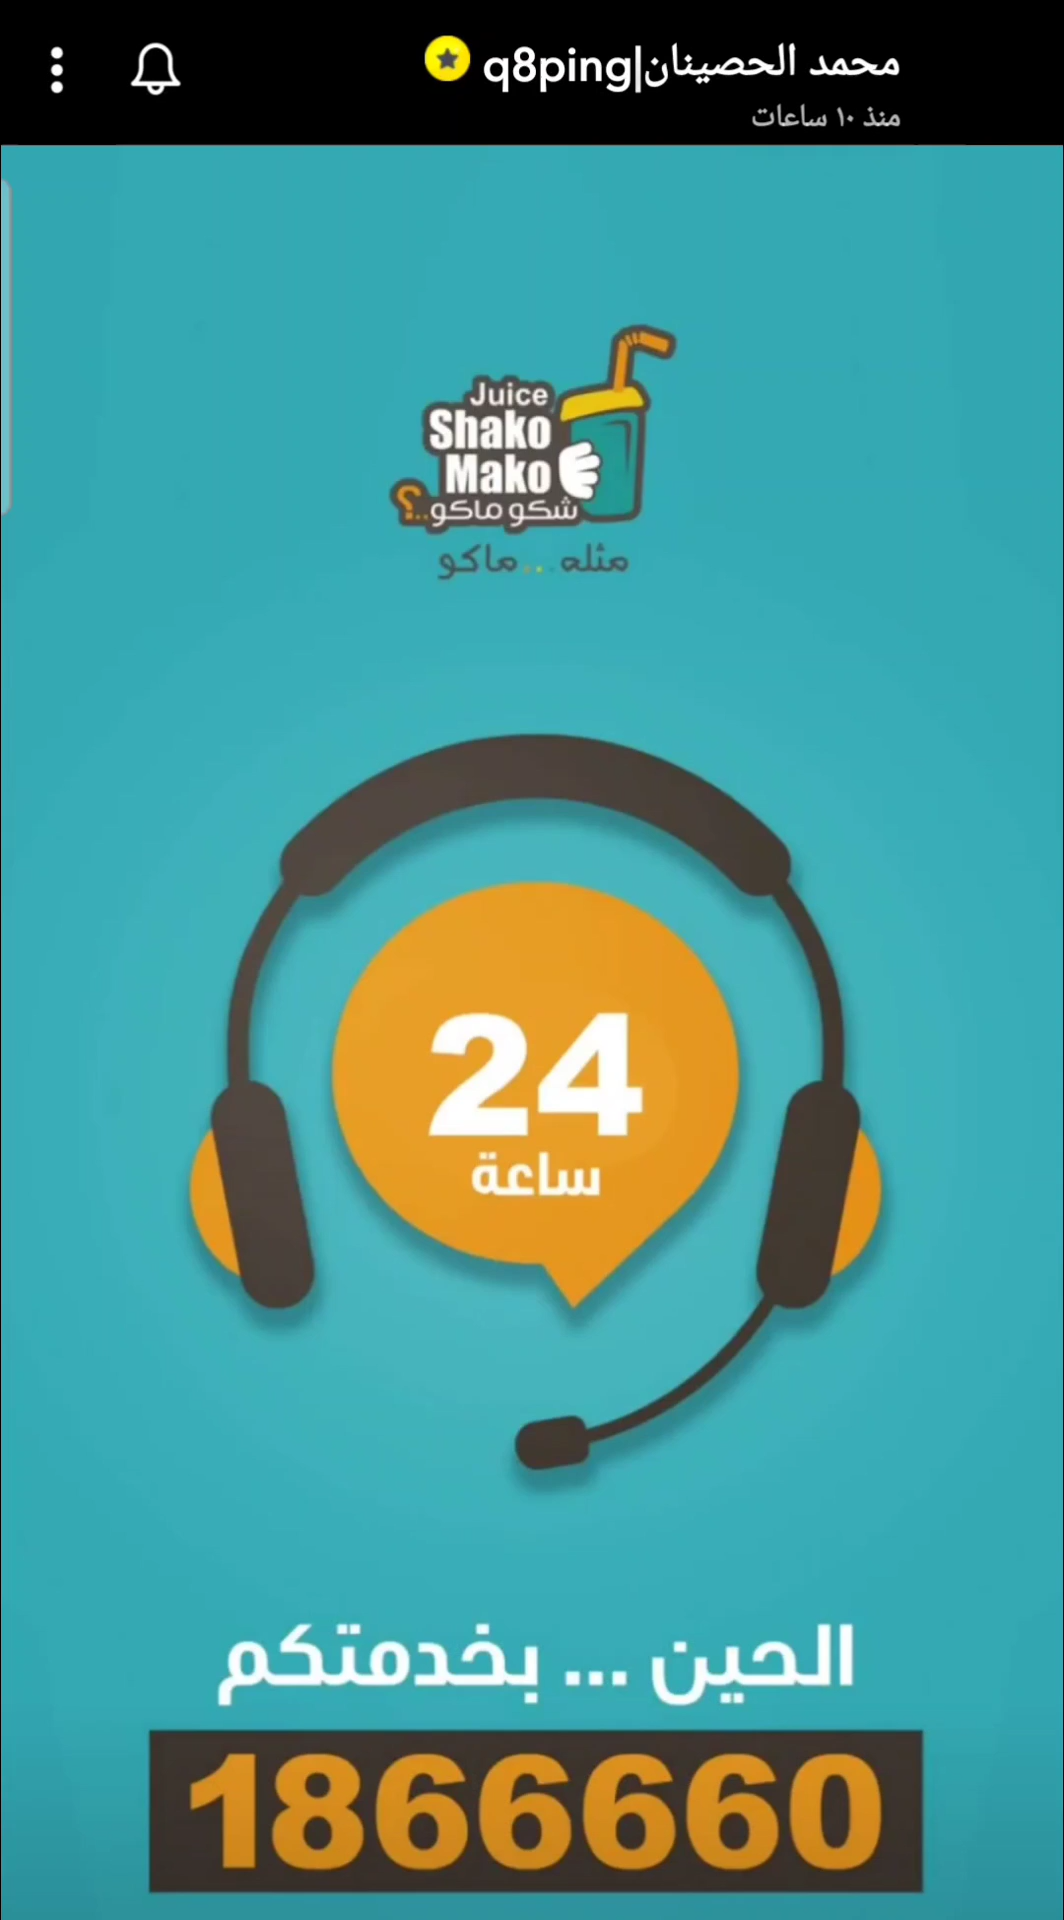 محمد الحصينان|q8ping
منذ ١٠ ساعات
Juice
Shako
Mako
شكو ماكو..؟
مثله...ماكو
24
ساعة
الحين ... بخدمتكم
1866660